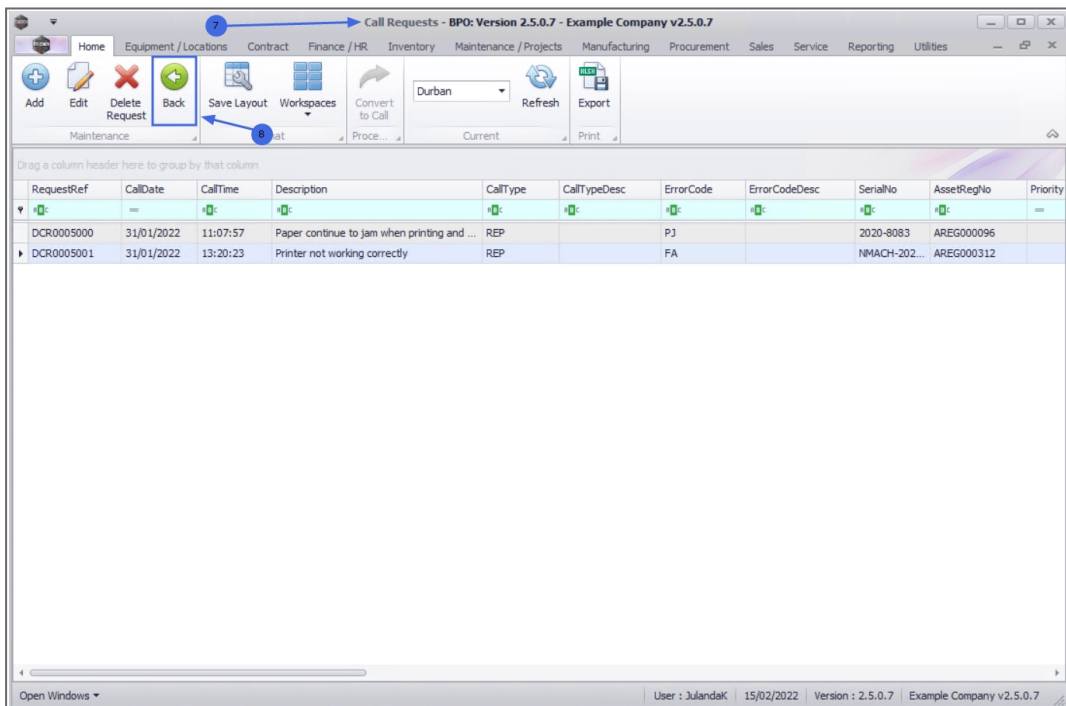 7
Call Requests - BPO: Version 2.5.0.7 - Example Company v2.5.0.7
Home Equipment / Locations Contract Finance / HR Inventory Maintenance / Projects Manufacturing Procurement Sales Service Reporting Utilities
Add Edit Delete Request Back Save Layout Workspaces Convert to Call Durban Refresh Export
8
Maintenance Proce... Current Print
Drag a column header here to group by that column
RequestRef CallDate CallTime Description CallType CallTypeDesc ErrorCode ErrorCodeDesc SerialNo AssetRegNo Priority
DCR0005000 31/01/2022 11:07:57 Paper continue to jam when printing and ... REP PJ 2020-8083 AREG000096
DCR0005001 31/01/2022 13:20:23 Printer not working correctly REP FA NMACH-202... AREG000312
Open Windows User : JulandaK 15/02/2022 Version : 2.5.0.7 Example Company v2.5.0.7